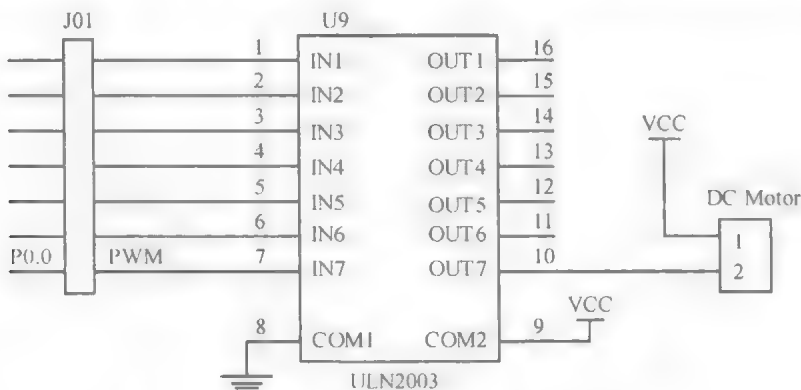 J01
U9
1 IN1 OUT1 16
2 IN2 OUT2 15
3 IN3 OUT3 14
VCC
4 IN4 OUT4 13
5 IN5 OUT5 12
DC Motor
6 IN6 OUT6 11
1
P0.0 PWM 7 IN7 OUT7 10
2
VCC
8 COM1 COM2 9
ULN2003